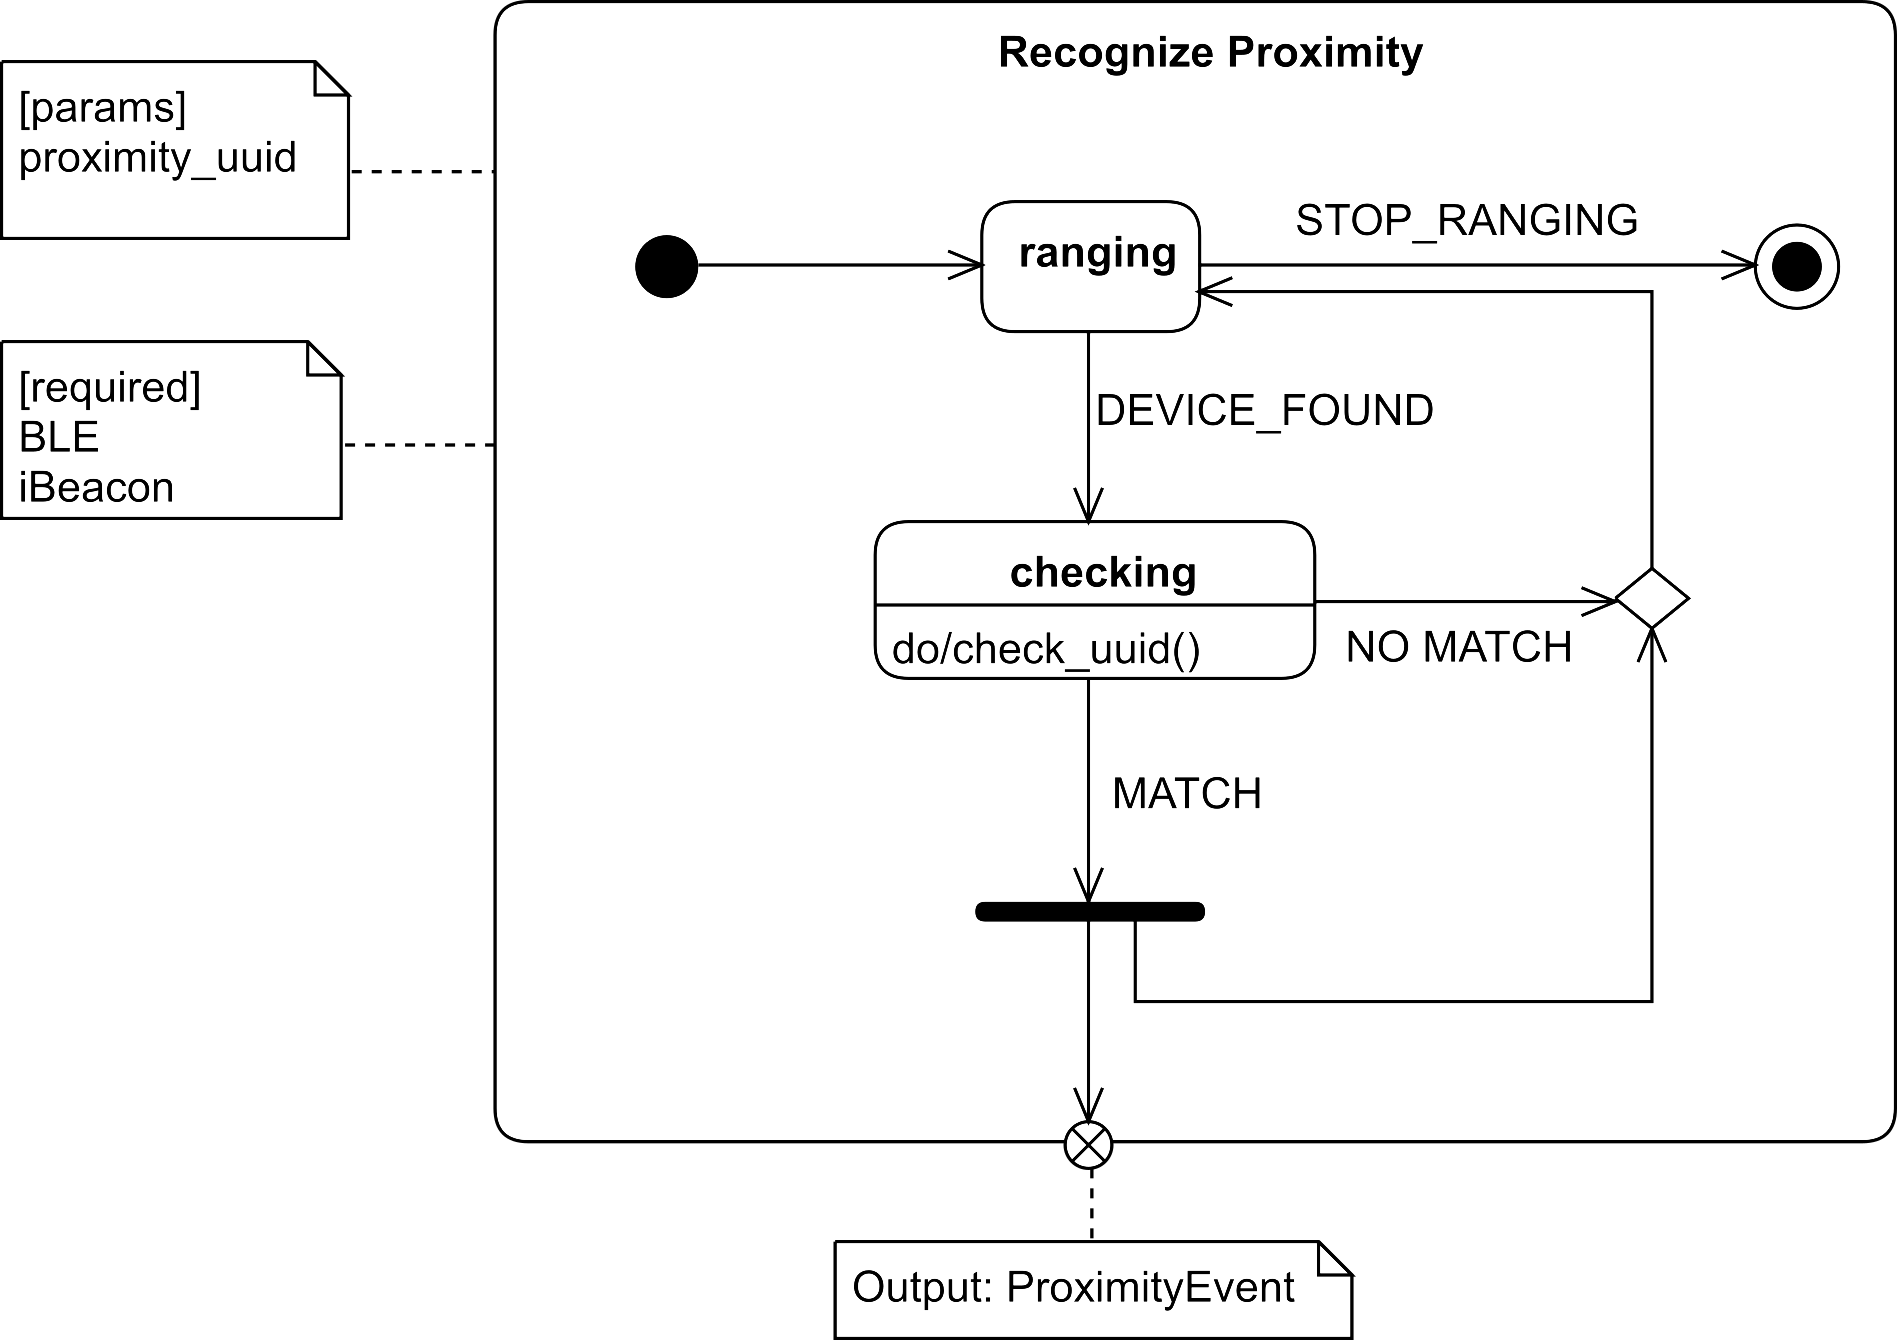 Recognize Proximity
[params]
proximity_uuid
ranging
STOP_RANGING
[required]
BLE
iBeacon
DEVICE_FOUND
checking
do/check_uuid()
NO MATCH
MATCH
Output: ProximityEvent